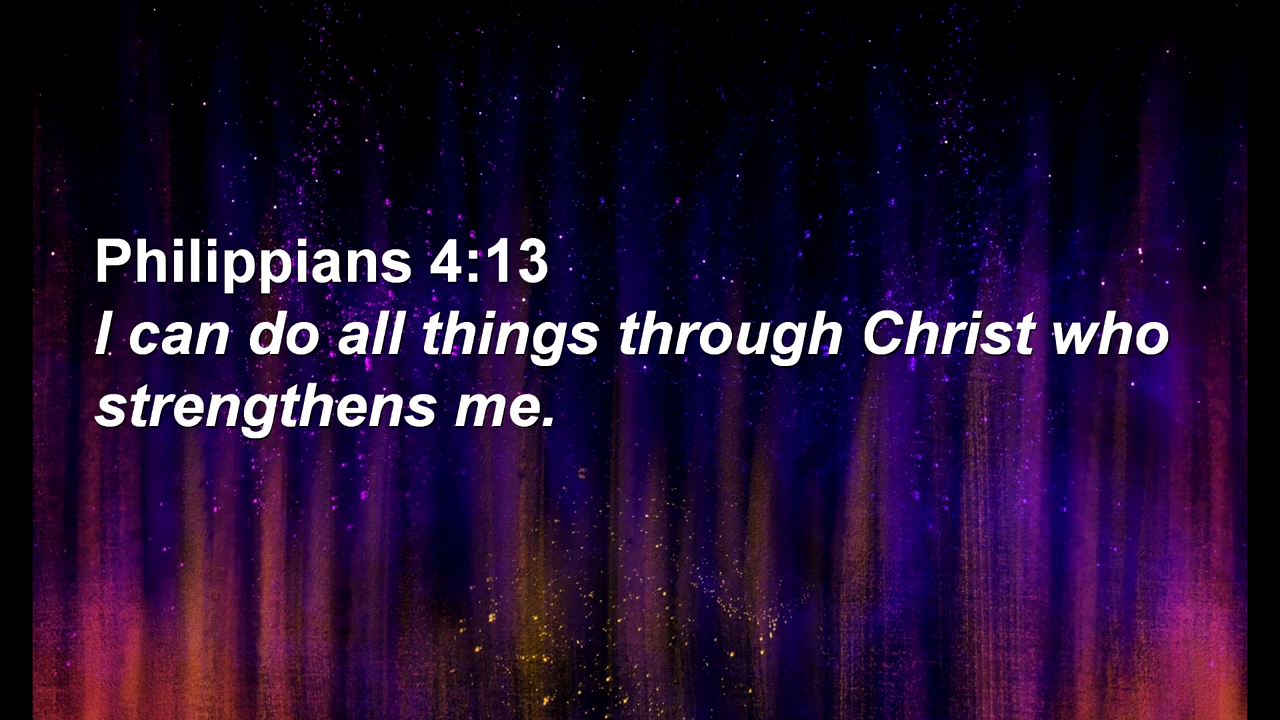 Philippians 4:13
I can do all things through Christ who
strengthens me.